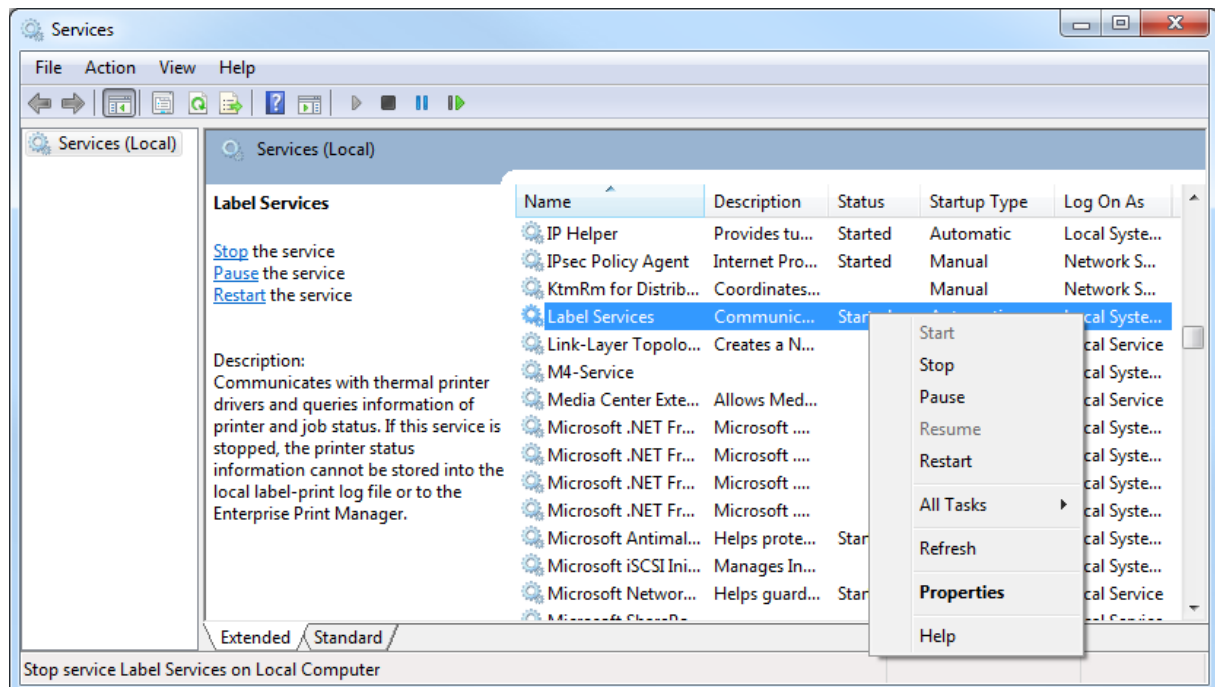 Services
File Action View Help
Services (Local)
Services (Local)
Label Services
Stop the service
Pause the service
Restart the service
Description:
Communicates with thermal printer
drivers and queries information of
printer and job status. If this service is
stopped, the printer status
information cannot be stored into the
local label-print log file or to the
Enterprise Print Manager.
Name Description Status Startup Type Log On As
IP Helper Provides tu... Started Automatic Local Syste...
IPsec Policy Agent Internet Pro... Started Manual Network S...
KtmRm for Distrib... Coordinates... Manual Network S...
Label Services Communic... cal Syste...
Link-Layer Topolo... Creates a N... cal Service
M4-Service cal Syste...
Media Center Exte... Allows Med... cal Service
Microsoft .NET Fr... Microsoft .... cal Syste...
Microsoft .NET Fr... Microsoft .... cal Syste...
Microsoft .NET Fr... Microsoft .... cal Syste...
Microsoft .NET Fr... Microsoft .... cal Syste...
Microsoft Antimal... Helps prote... Star cal Syste...
Microsoft iSCSI Ini... Manages In... cal Syste...
Microsoft Networ... Helps guard... Star cal Service
Start
Stop
Pause
Resume
Restart
All Tasks
Refresh
Properties
Help
Extended Standard
Stop service Label Services on Local Computer